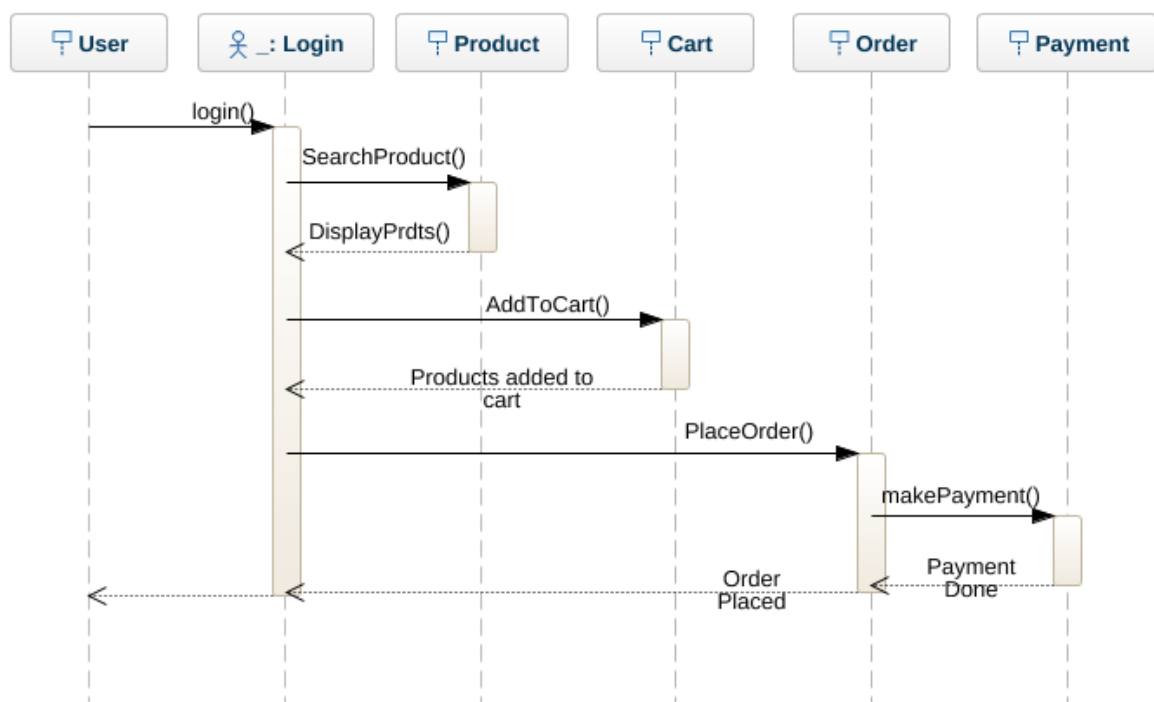 User
_: Login
Product
Cart
Order
Payment
login()
SearchProduct()
DisplayPrdts()
AddToCart()
Products added to
cart
PlaceOrder()
makePayment()
Payment
Done
Order
Placed